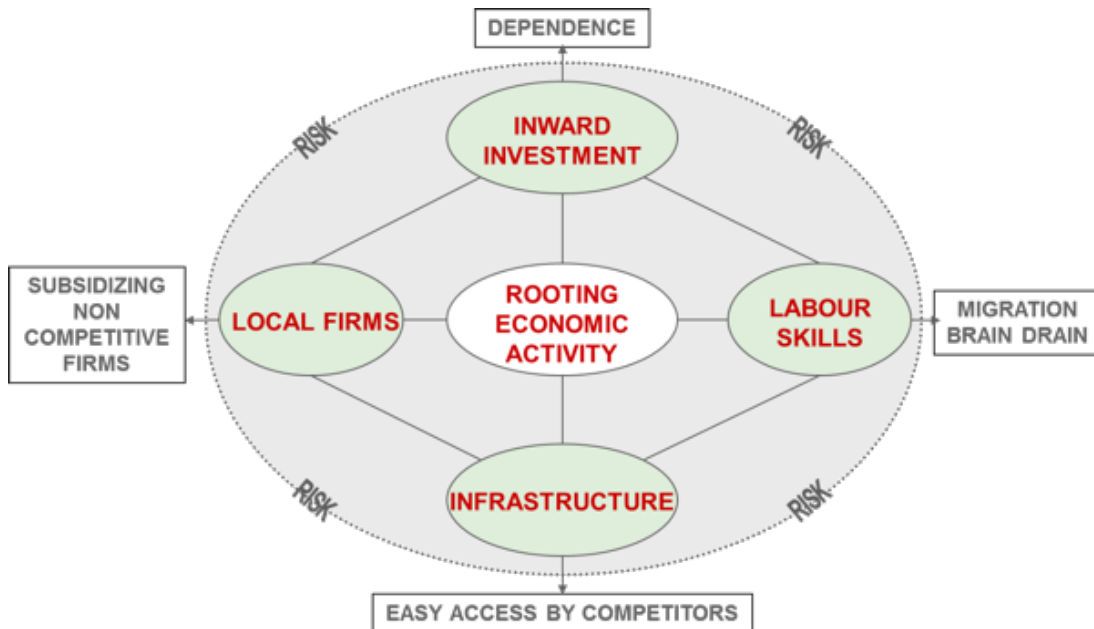 DEPENDENCE
RISK
RISK
INWARD
INVESTMENT
SUBSIDIZING
NON
COMPETITIVE
FIRMS
LOCAL FIRMS
ROOTING
ECONOMIC
ACTIVITY
LABOUR
SKILLS
MIGRATION
BRAIN DRAIN
RISK
INFRASTRUCTURE
RISK
EASY ACCESS BY COMPETITORS